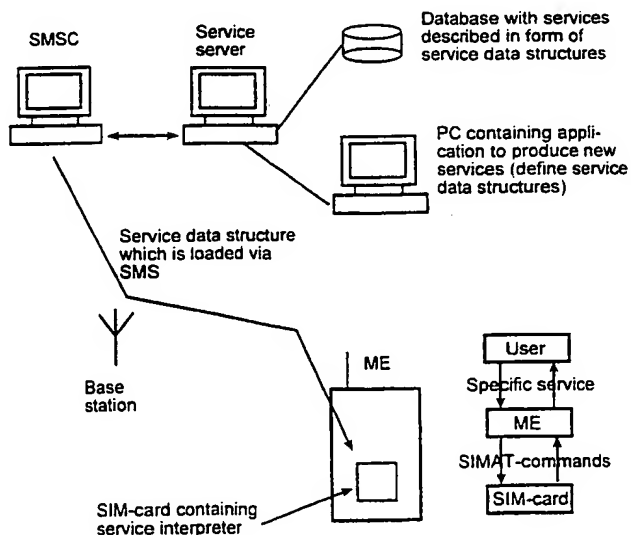 SMSC
Service
server
Database with services
described in form of
service data structures
PC containing appli-
cation to produce new
services (define service
data structures)
Service data structure
which is loaded via
SMS
Base
station
ME
SIM-card containing
service interpreter
User
Specific service
ME
SIMAT-commands
SIM-card